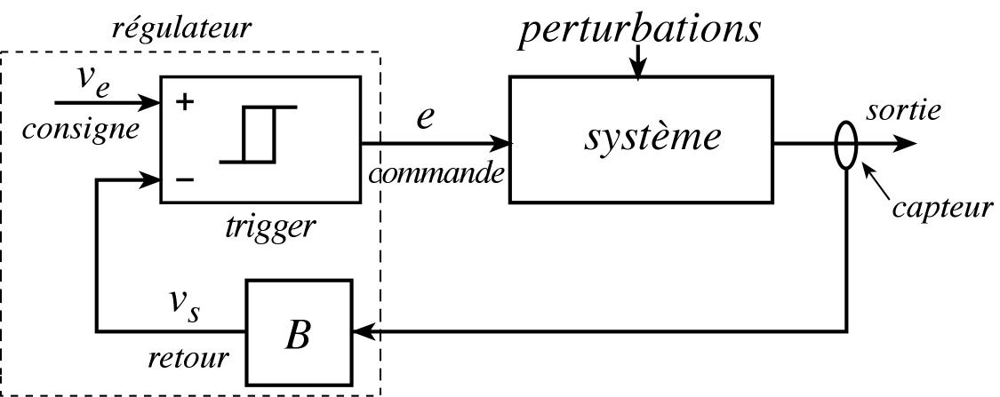 régulateur
perturbations
v_e
consigne
+
−
e
commande
système
sortie
capteur
trigger
v_s
retour
B